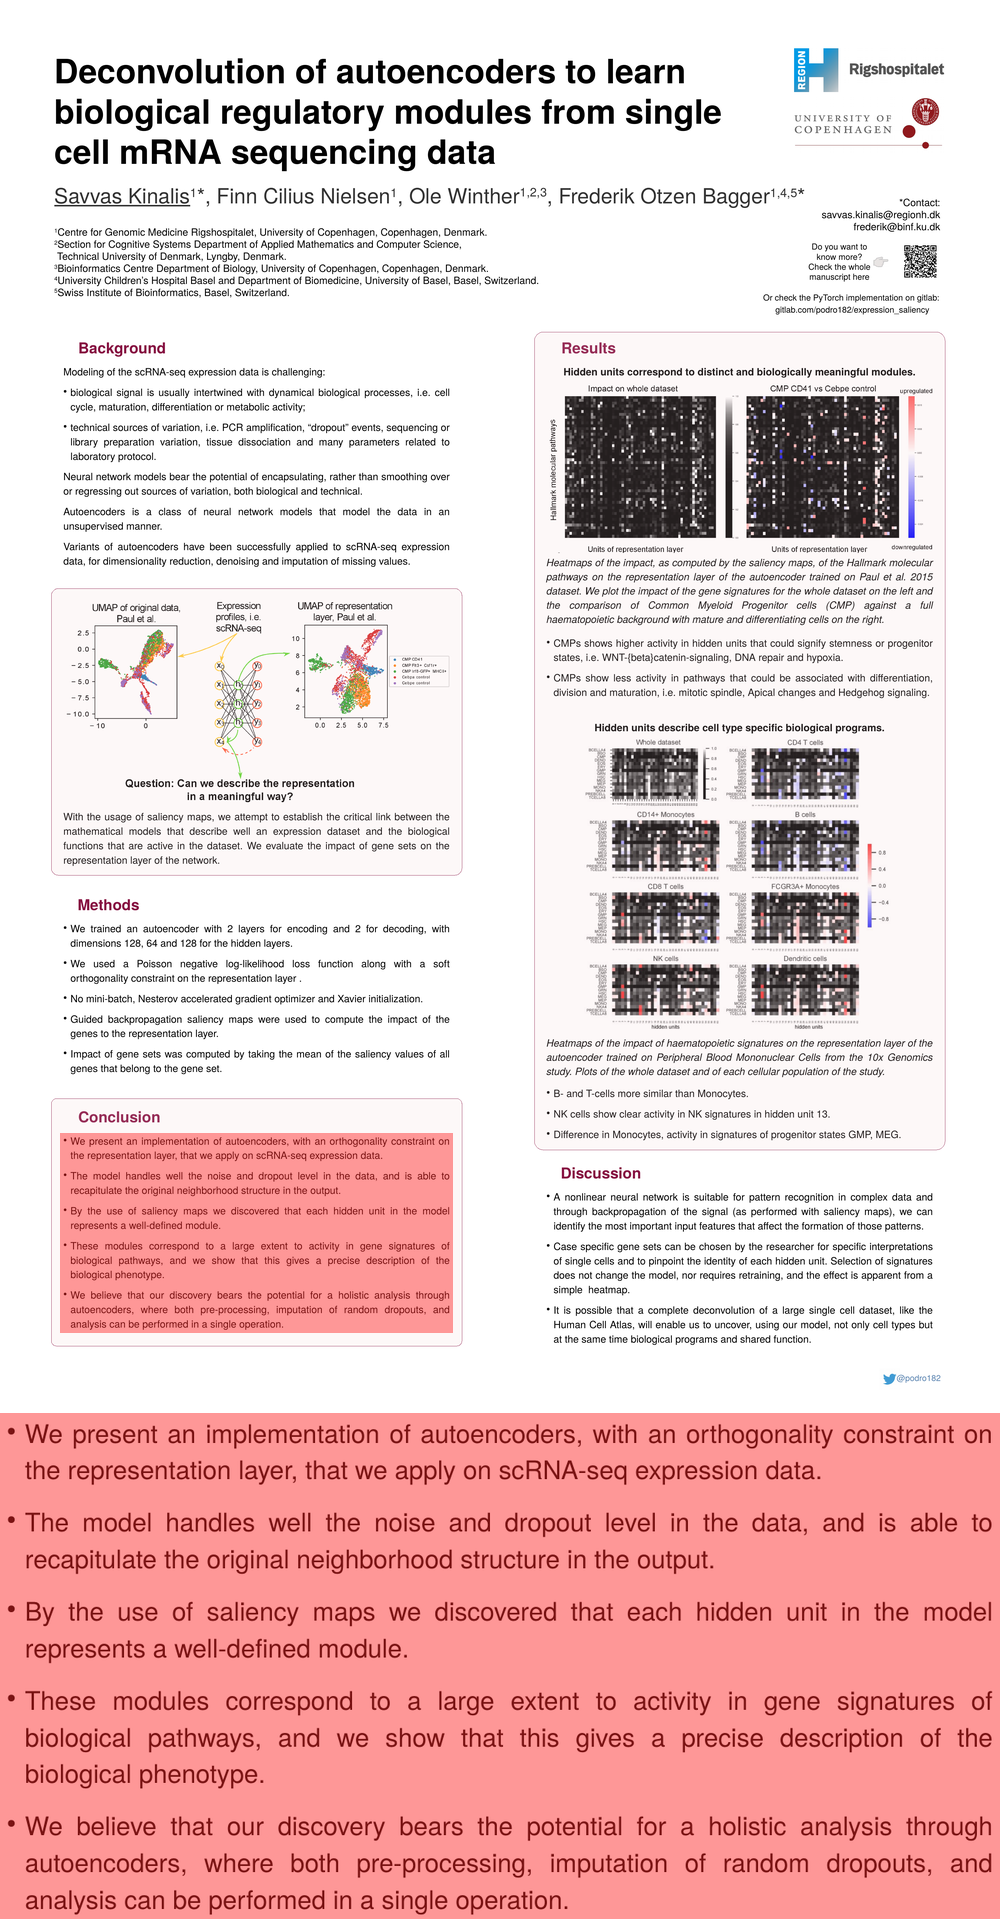 Deconvolution of autoencoders to learn
biological regulatory modules from single
cell mRNA sequencing data
REGION
H
Rigshospitalet
UNIVERSITY OF
COPENHAGEN
Savvas Kinalis1*, Finn Cilius Nielsen1, Ole Winther1,2,3, Frederik Otzen Bagger1,4,5*
1Centre for Genomic Medicine Rigshospitalet, University of Copenhagen, Copenhagen, Denmark.
2Section for Cognitive Systems Department of Applied Mathematics and Computer Science,
Technical University of Denmark, Lyngby, Denmark.
3Bioinformatics Centre Department of Biology, University of Copenhagen, Copenhagen, Denmark.
4University Children's Hospital Basel and Department of Biomedicine, University of Basel, Basel, Switzerland.
5Swiss Institute of Bioinformatics, Basel, Switzerland.
*Contact:
savvas.kinalis@regionh.dk
frederik@binf.ku.dk
Do you want to
know more?
Check the whole
manuscript here
Or check the PyTorch implementation on gitlab:
gitlab.com/podro182/expression_saliency
Background
Modeling of the scRNA-seq expression data is challenging:
• biological signal is usually intertwined with dynamical biological processes, i.e. cell
cycle, maturation, differentiation or metabolic activity;
• technical sources of variation, i.e. PCR amplification, “dropout” events, sequencing or
library preparation variation, tissue dissociation and many parameters related to
laboratory protocol.
Neural network models bear the potential of encapsulating, rather than smoothing over
or regressing out sources of variation, both biological and technical.
Autoencoders is a class of neural network models that model the data in an
unsupervised manner.
Variants of autoencoders have been successfully applied to scRNA-seq expression
data, for dimensionality reduction, denoising and imputation of missing values.
UMAP of original data,
Paul et al.
Expression
profiles, i.e.
scRNA-seq
UMAP of representation
layer, Paul et al.
2.5
0.0
−2.5
−5.0
−7.5
−10.0
−10
0
10
8
6
4
2
0.0 2.5 5.0 7.5
CMP CD41
Cebpe control
Cebpe control
Question: Can we describe the representation
in a meaningful way?
With the usage of saliency maps, we attempt to establish the critical link between the
mathematical models that describe well an expression dataset and the biological
functions that are active in the dataset. We evaluate the impact of gene sets on the
representation layer of the network.
Methods
• We trained an autoencoder with 2 layers for encoding and 2 for decoding, with
dimensions 128, 64 and 128 for the hidden layers.
• We used a Poisson negative log-likelihood loss function along with a soft
orthogonality constraint on the representation layer .
• No mini-batch, Nesterov accelerated gradient optimizer and Xavier initialization.
• Guided backpropagation saliency maps were used to compute the impact of the
genes to the representation layer.
• Impact of gene sets was computed by taking the mean of the saliency values of all
genes that belong to the gene set.
Conclusion
• We present an implementation of autoencoders, with an orthogonality constraint on
the representation layer, that we apply on scRNA-seq expression data.
• The model handles well the noise and dropout level in the data, and is able to
recapitulate the original neighborhood structure in the output.
• By the use of saliency maps we discovered that each hidden unit in the model
represents a well-defined module.
• These modules correspond to a large extent to activity in gene signatures of
biological pathways, and we show that this gives a precise description of the
biological phenotype.
• We believe that our discovery bears the potential for a holistic analysis through
autoencoders, where both pre-processing, imputation of random dropouts, and
analysis can be performed in a single operation.
Results
Hidden units correspond to distinct and biologically meaningful modules.
Impact on whole dataset
CMP CD41 vs Cebpe control
upregulated
Hallmark molecular pathways
Units of representation layer
Units of representation layer
downregulated
Heatmaps of the impact, as computed by the saliency maps, of the Hallmark molecular
pathways on the representation layer of the autoencoder trained on Paul et al. 2015
dataset. We plot the impact of the gene signatures for the whole dataset on the left and
the comparison of Common Myeloid Progenitor cells (CMP) against a full
haematopoietic background with mature and differentiating cells on the right.
• CMPs shows higher activity in hidden units that could signify stemness or progenitor
states, i.e. WNT-{beta}catenin-signaling, DNA repair and hypoxia.
• CMPs show less activity in pathways that could be associated with differentiation,
division and maturation, i.e. mitotic spindle, Apical changes and Hedgehog signaling.
Hidden units describe cell type specific biological programs.
Whole dataset
CD4 T cells
CD14+ Monocytes
B cells
CD8 T cells
FCGR3A+ Monocytes
NK cells
Dendritic cells
0.8
0.4
0.0
−0.4
−0.8
hidden units
hidden units
Heatmaps of the impact of haematopoietic signatures on the representation layer of the
autoencoder trained on Peripheral Blood Mononuclear Cells from the 10x Genomics
study. Plots of the whole dataset and of each cellular population of the study.
• B- and T-cells more similar than Monocytes.
• NK cells show clear activity in NK signatures in hidden unit 13.
• Difference in Monocytes, activity in signatures of progenitor states GMP, MEG.
Discussion
• A nonlinear neural network is suitable for pattern recognition in complex data and
through backpropagation of the signal (as performed with saliency maps), we can
identify the most important input features that affect the formation of those patterns.
• Case specific gene sets can be chosen by the researcher for specific interpretations
of single cells and to pinpoint the identity of each hidden unit. Selection of signatures
does not change the model, nor requires retraining, and the effect is apparent from a
simple heatmap.
• It is possible that a complete deconvolution of a large single cell dataset, like the
Human Cell Atlas, will enable us to uncover, using our model, not only cell types but
at the same time biological programs and shared function.
@podro182
• We present an implementation of autoencoders, with an orthogonality constraint on
the representation layer, that we apply on scRNA-seq expression data.
• The model handles well the noise and dropout level in the data, and is able to
recapitulate the original neighborhood structure in the output.
• By the use of saliency maps we discovered that each hidden unit in the model
represents a well-defined module.
• These modules correspond to a large extent to activity in gene signatures of
biological pathways, and we show that this gives a precise description of the
biological phenotype.
• We believe that our discovery bears the potential for a holistic analysis through
autoencoders, where both pre-processing, imputation of random dropouts, and
analysis can be performed in a single operation.